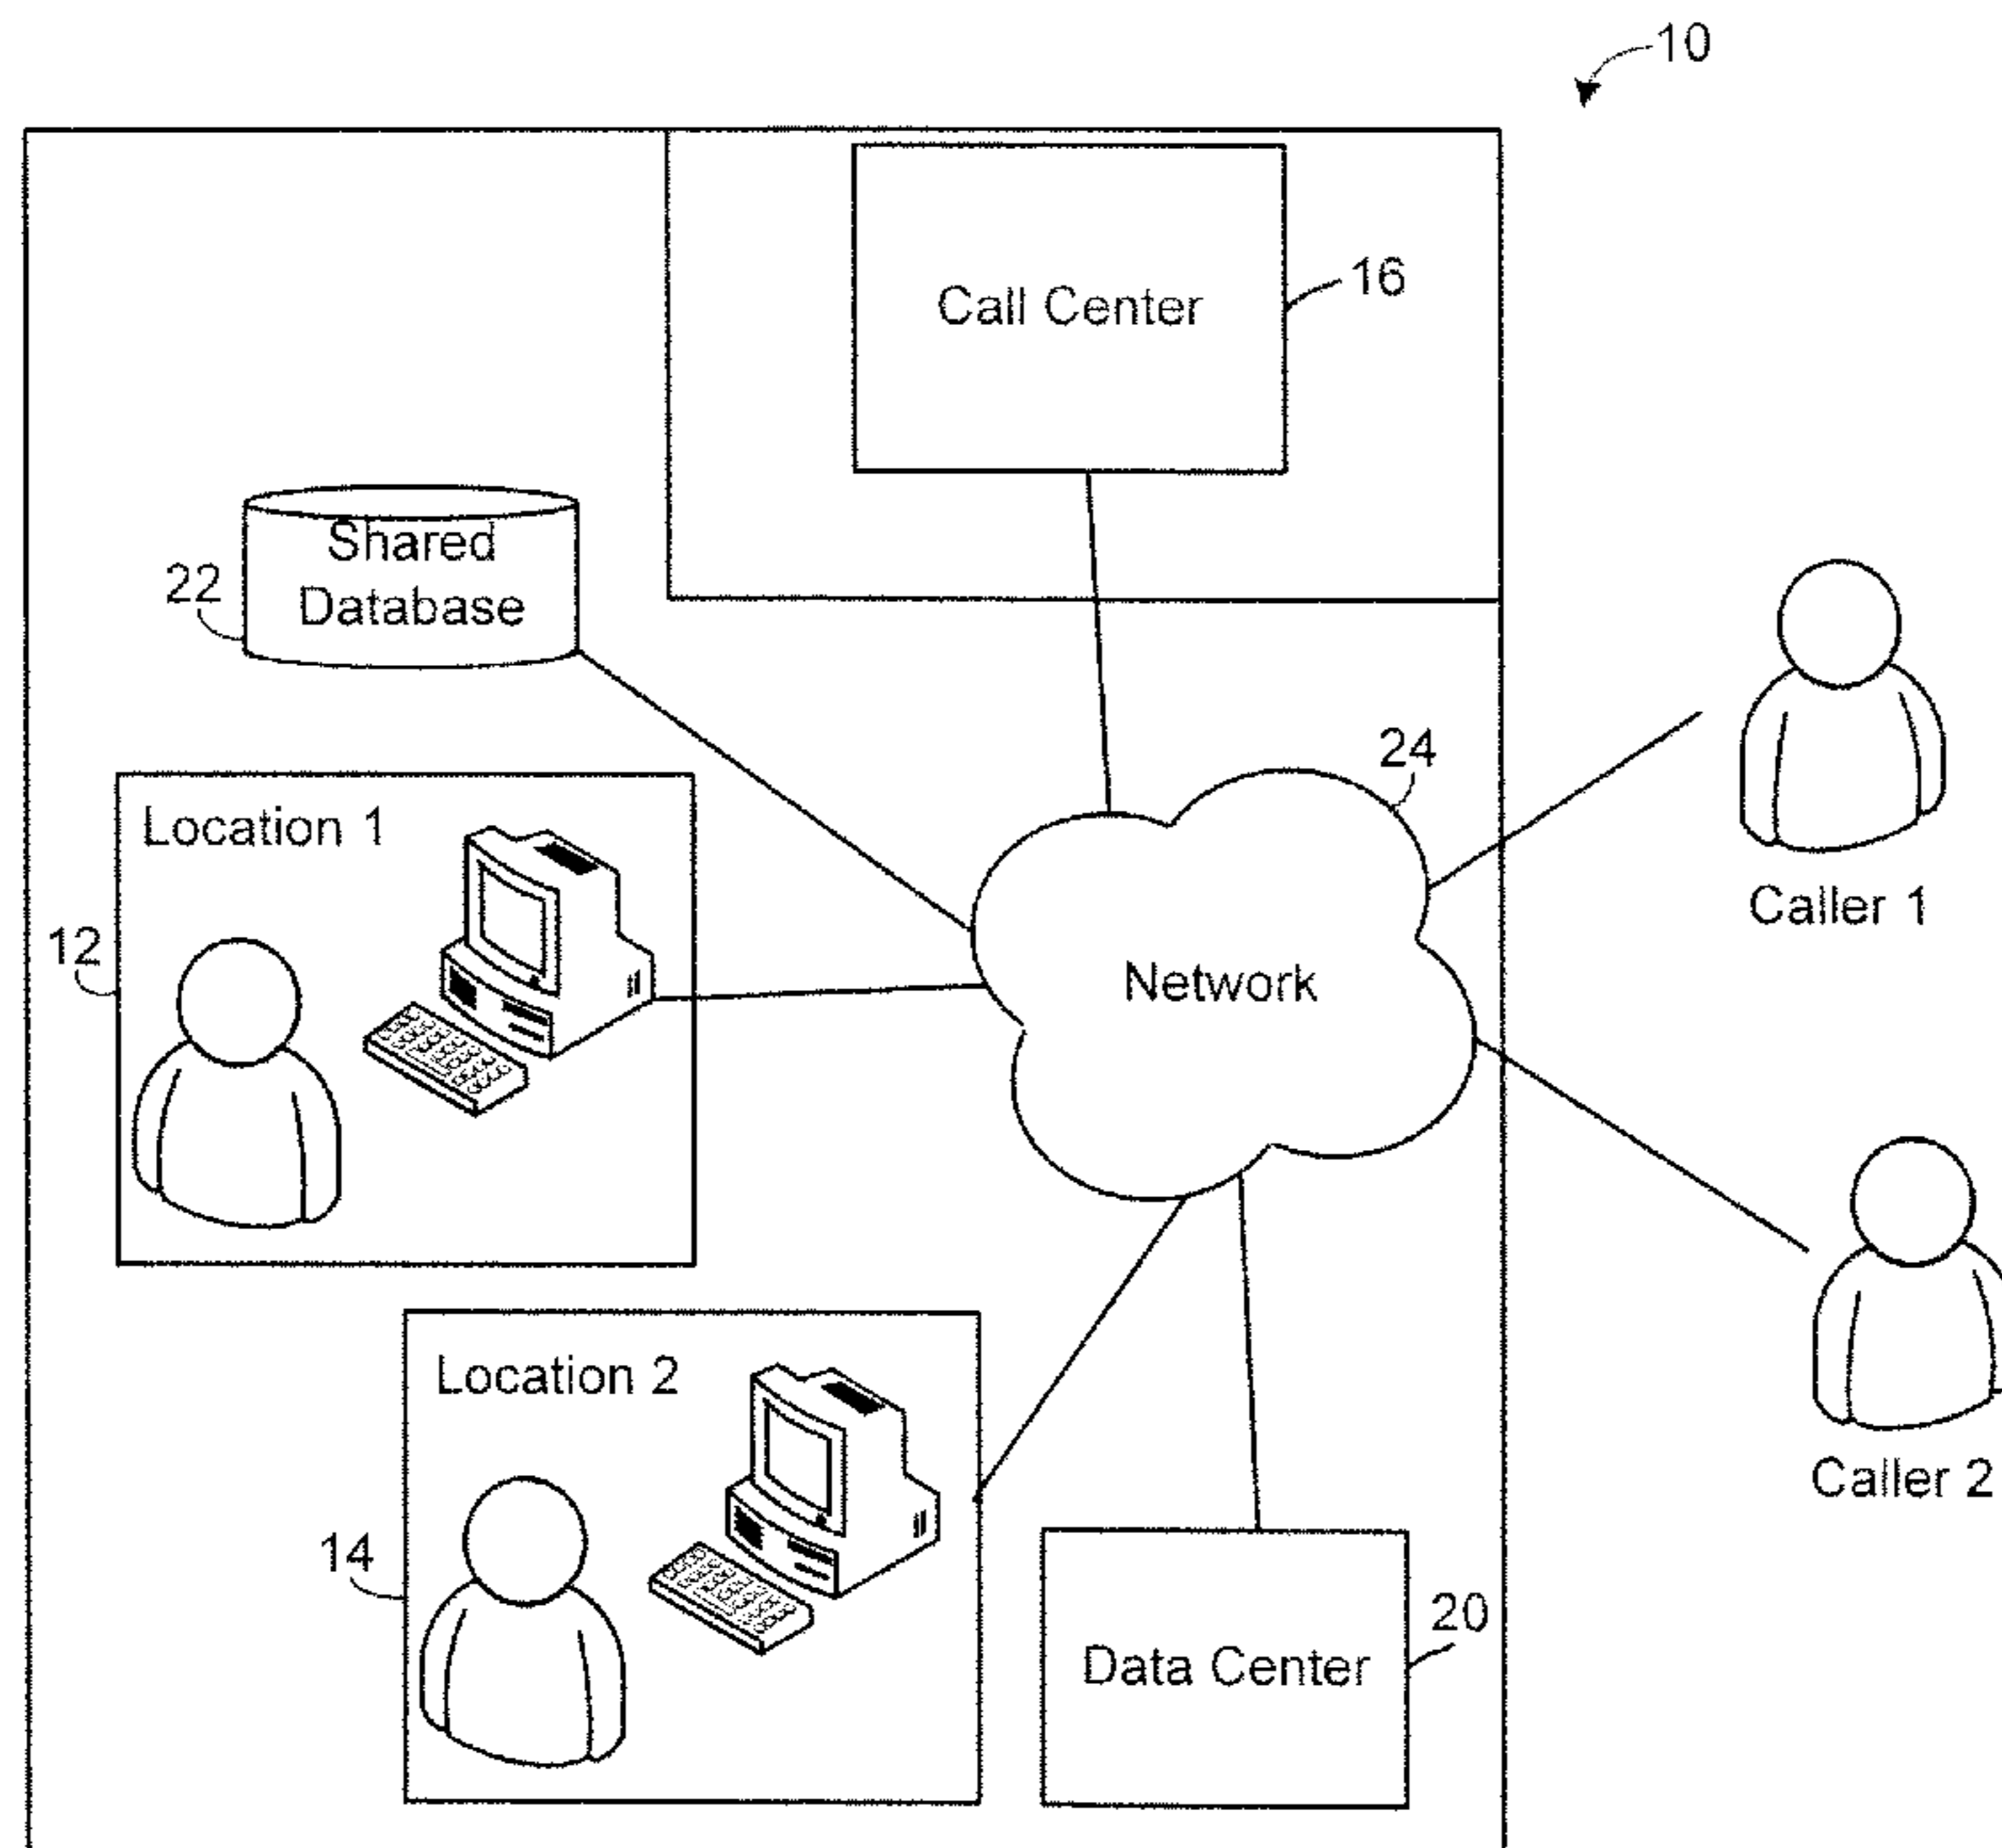 10
Call Center
16
Shared
Database
22
24
Location 1
Caller 1
12
Network
Location 2
Caller 2
14
20
Data Center